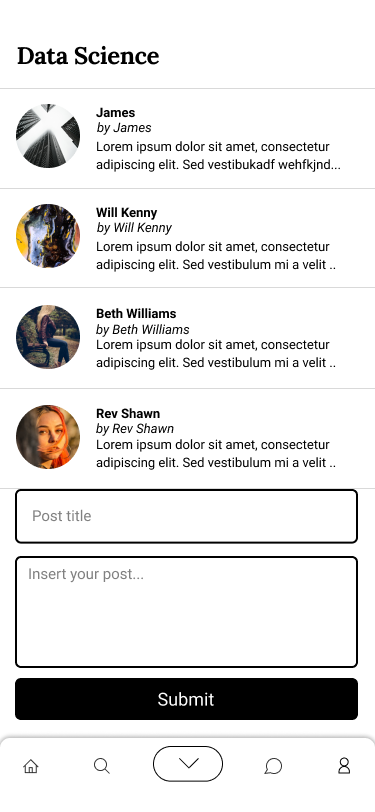 Data Science
James
by James
Lorem ipsum dolor sit amet, consectetur
adipiscing elit. Sed vestibukadf wehfkjnd...
Will Kenny
by Will Kenny
Lorem ipsum dolor sit amet, consectetur
adipiscing elit. Sed vestibulum mi a velit ..
Beth Williams
by Beth Williams
Lorem ipsum dolor sit amet, consectetur
adipiscing elit. Sed vestibulum mi a velit ..
Rev Shawn
by Rev Shawn
Lorem ipsum dolor sit amet, consectetur
adipiscing elit. Sed vestibulum mi a velit ..
Post title
Insert your post...
Submit